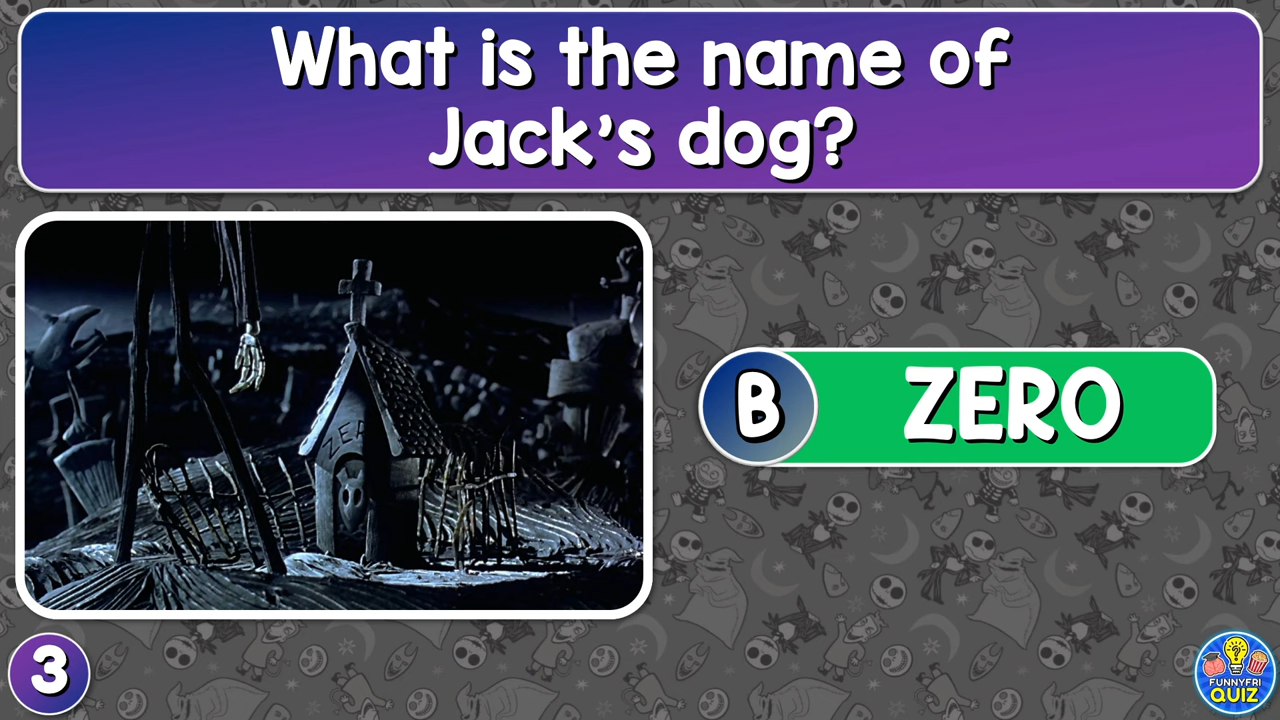 What is the name of
Jack's dog?
B ZERO
3
FUNNYFRI
QUIZ